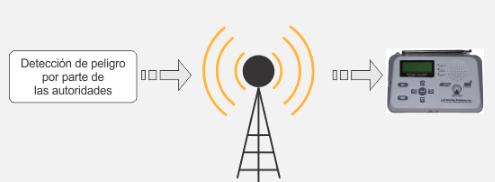 Detección de peligro
por parte de
las autoridades